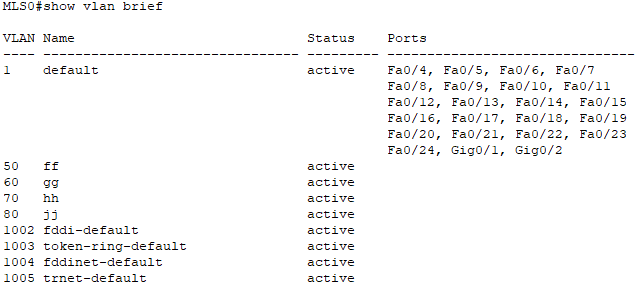 MLS0#show vlan brief
VLAN Name                             Status    Ports
---- -------------------------------- --------- -------------------------------
1    default                          active    Fa0/4, Fa0/5, Fa0/6, Fa0/7
                                                Fa0/8, Fa0/9, Fa0/10, Fa0/11
                                                Fa0/12, Fa0/13, Fa0/14, Fa0/15
                                                Fa0/16, Fa0/17, Fa0/18, Fa0/19
                                                Fa0/20, Fa0/21, Fa0/22, Fa0/23
                                                Fa0/24, Gig0/1, Gig0/2
50   ff                               active
60   gg                               active
70   hh                               active
80   jj                               active
1002 fddi-default                     active
1003 token-ring-default               active
1004 fddinet-default                  active
1005 trnet-default                    active